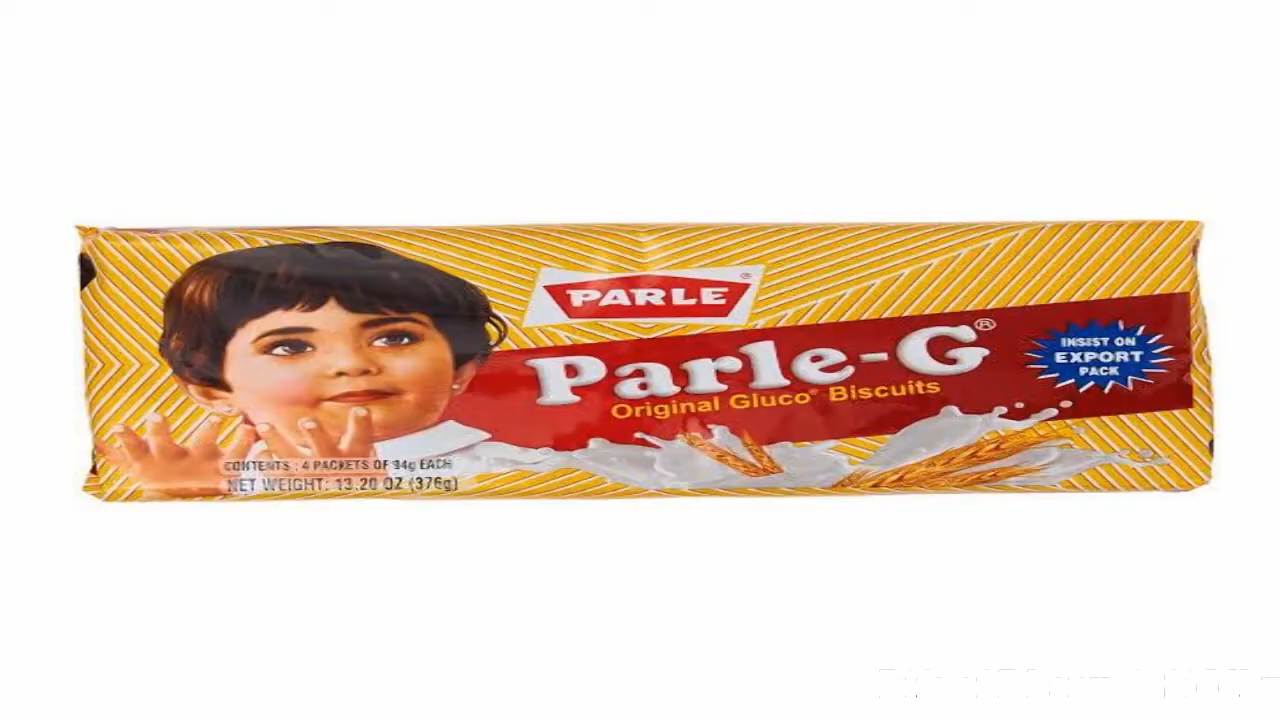 PARLE ®
Parle-G ®
Original Gluco® Biscuits
INSIST ON
EXPORT
PACK
CONTENTS : 4 PACKETS OF 94g EACH
NET WEIGHT: 13.20 OZ (376g)